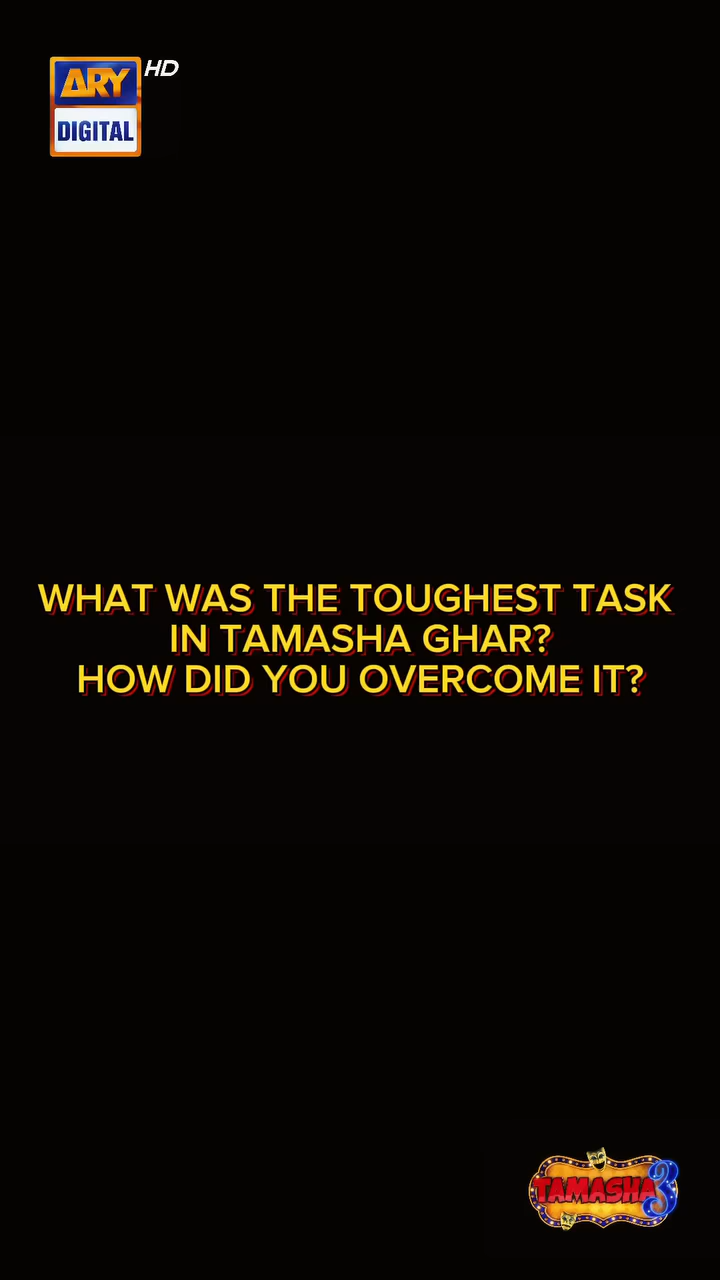 ARY HD
DIGITAL
WHAT WAS THE TOUGHEST TASK
IN TAMASHA GHAR?
HOW DID YOU OVERCOME IT?
TAMASHA 3